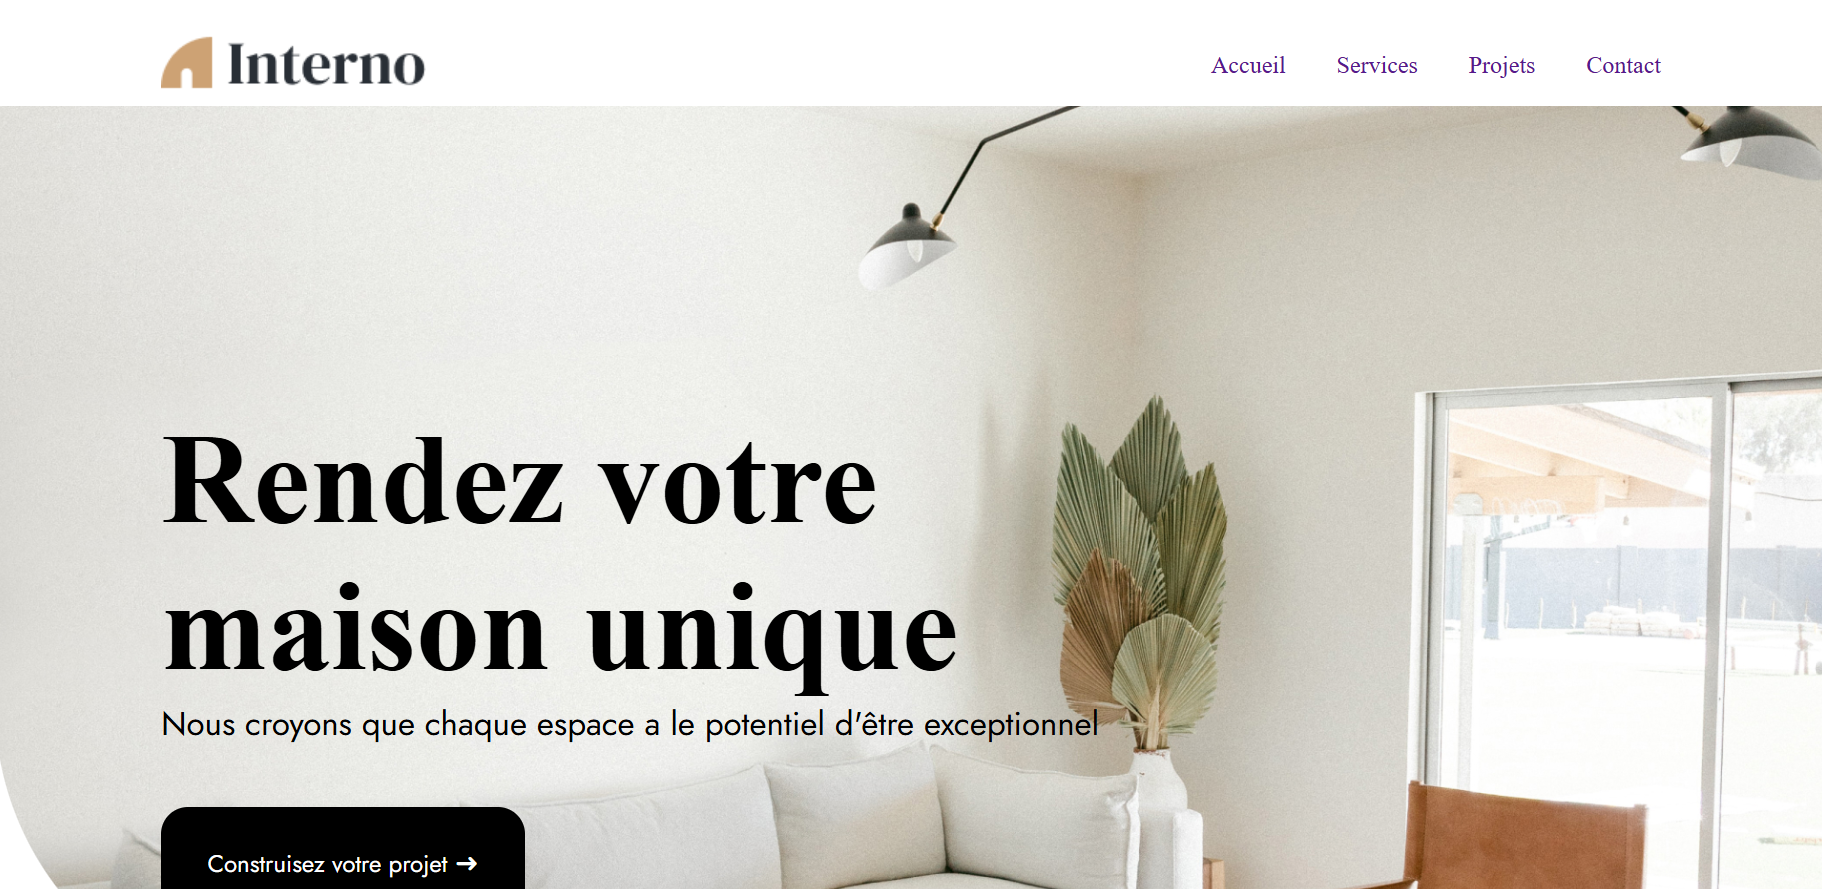 Interno
Accueil Services Projets Contact
Rendez votre
maison unique
Nous croyons que chaque espace a le potentiel d'être exceptionnel
Construisez votre projet ➜